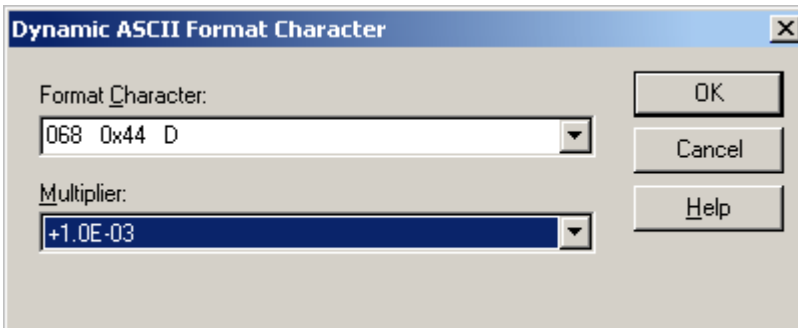 Dynamic ASCII Format Character
Format Character:
068 0x44 D
Multiplier:
+1.0E-03
OK
Cancel
Help